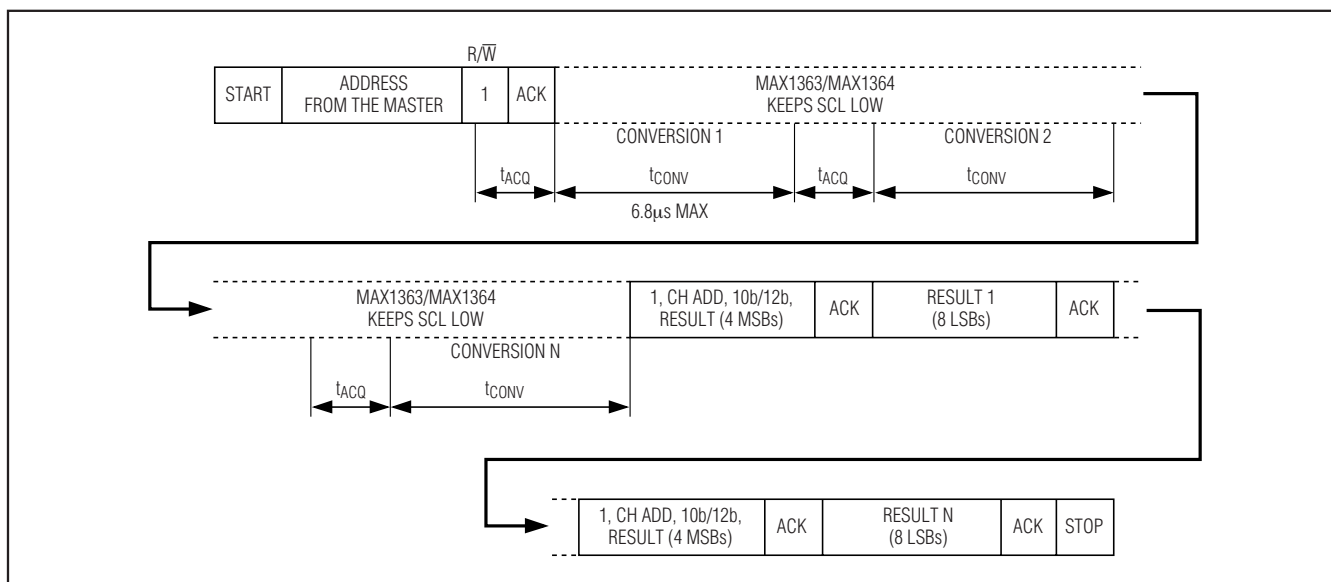 R/W̅
START
ADDRESS
FROM THE MASTER
1
ACK
MAX1363/MAX1364
KEEPS SCL LOW
CONVERSION 1
CONVERSION 2
tACQ
tCONV
tACQ
tCONV
6.8μs MAX
MAX1363/MAX1364
KEEPS SCL LOW
1, CH ADD, 10b/12b,
RESULT (4 MSBs)
ACK
RESULT 1
(8 LSBs)
ACK
CONVERSION N
tACQ
tCONV
1, CH ADD, 10b/12b,
RESULT (4 MSBs)
ACK
RESULT N
(8 LSBs)
ACK
STOP